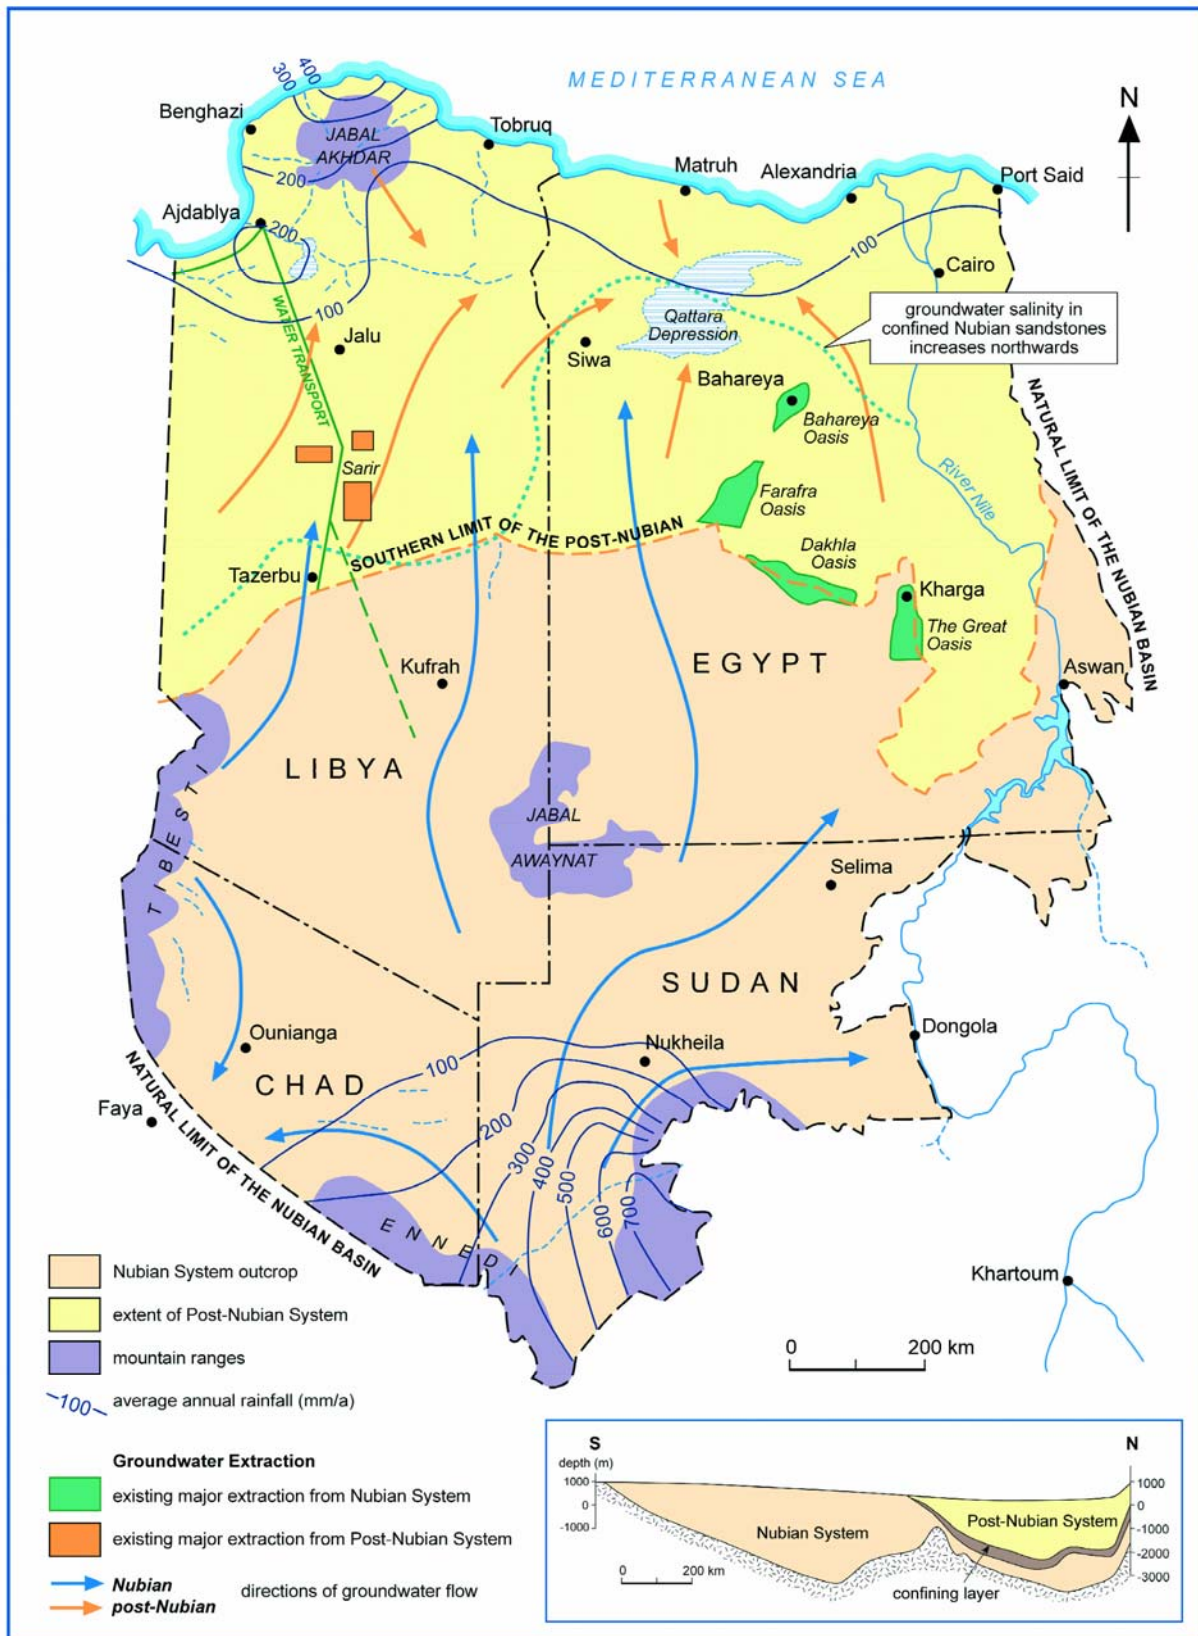 MEDITERRANEAN SEA
N
400
300
Benghazi
JABAL
AKHDAR
Tobruq
200
Matruh
Alexandria
Port Said
Ajdablya
200
100
Cairo
WATER TRANSPORT
100
groundwater salinity in
confined Nubian sandstones
increases northwards
Qattara
Depression
Jalu
Siwa
Bahareya
Bahareya
Oasis
NATURAL LIMIT OF THE NUBIAN BASIN
Sarir
River Nile
Farafra
Oasis
SOUTHERN LIMIT OF THE POST-NUBIAN
Dakhla
Oasis
Tazerbu
Kharga
The Great
Oasis
Kufrah
EGYPT
Aswan
LIBYA
TIBESTI
JABAL
AWAYNAT
Selima
SUDAN
Ounianga
Dongola
Nukheila
100
CHAD
Faya
200
300
400
500
600
700
NATURAL LIMIT OF THE NUBIAN BASIN
ENNEDI
Khartoum
0 200 km
Nubian System outcrop
extent of Post-Nubian System
mountain ranges
100 average annual rainfall (mm/a)
Groundwater Extraction
existing major extraction from Nubian System
existing major extraction from Post-Nubian System
Nubian
post-Nubian
directions of groundwater flow
S N
depth (m)
1000
0
-1000
Nubian System
Post-Nubian System
confining layer
0 200 km
1000
0
-1000
-2000
-3000